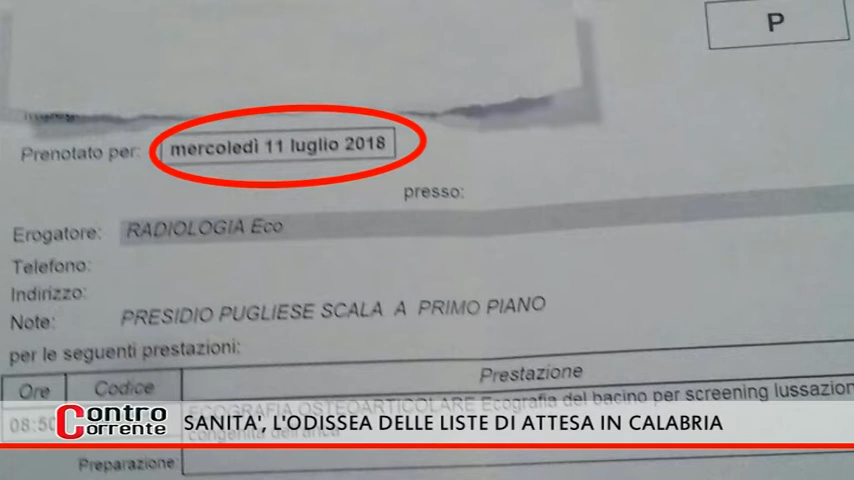 P
Prenotato per: mercoledì 11 luglio 2018
presso:
Erogatore: RADIOLOGIA Eco
Telefono:
Indirizzo:
Note: PRESIDIO PUGLIESE SCALA A PRIMO PIANO
per le seguenti prestazioni:
Ore Codice Prestazione
08:50 ECOGRAFIA OSTEOARTICOLARE Ecografia del bacino per screening lussazion
congenita dell'anca
Contro Corrente SANITA', L'ODISSEA DELLE LISTE DI ATTESA IN CALABRIA
Preparazione: